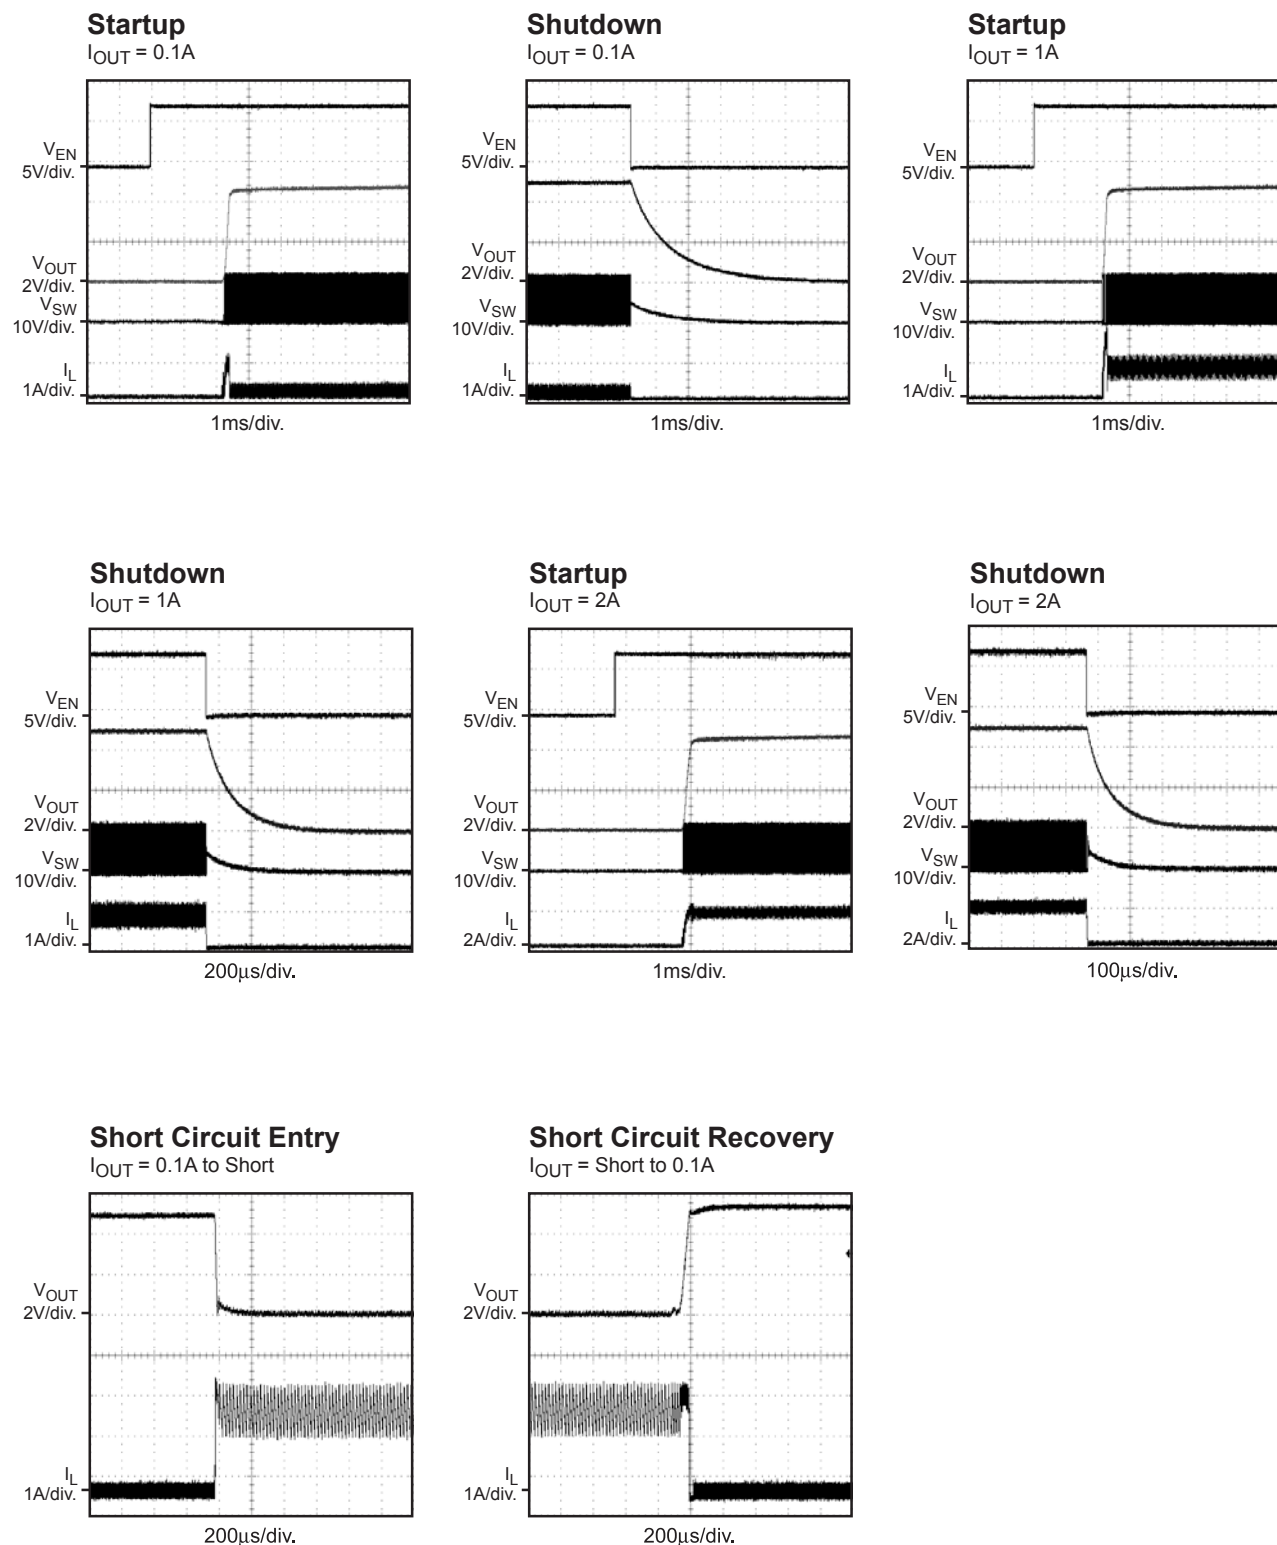 Startup
IOUT = 0.1A
VEN
5V/div.
VOUT
2V/div.
VSW
10V/div.
IL
1A/div.
1ms/div.
Shutdown
IOUT = 0.1A
VEN
5V/div.
VOUT
2V/div.
VSW
10V/div.
IL
1A/div.
1ms/div.
Startup
IOUT = 1A
VEN
5V/div.
VOUT
2V/div.
VSW
10V/div.
IL
1A/div.
1ms/div.
Shutdown
IOUT = 1A
VEN
5V/div.
VOUT
2V/div.
VSW
10V/div.
IL
1A/div.
200µs/div.
Startup
IOUT = 2A
VEN
5V/div.
VOUT
2V/div.
VSW
10V/div.
IL
2A/div.
1ms/div.
Shutdown
IOUT = 2A
VEN
5V/div.
VOUT
2V/div.
VSW
10V/div.
IL
2A/div.
100µs/div.
Short Circuit Entry
IOUT = 0.1A to Short
VOUT
2V/div.
IL
1A/div.
200µs/div.
Short Circuit Recovery
IOUT = Short to 0.1A
VOUT
2V/div.
IL
1A/div.
200µs/div.